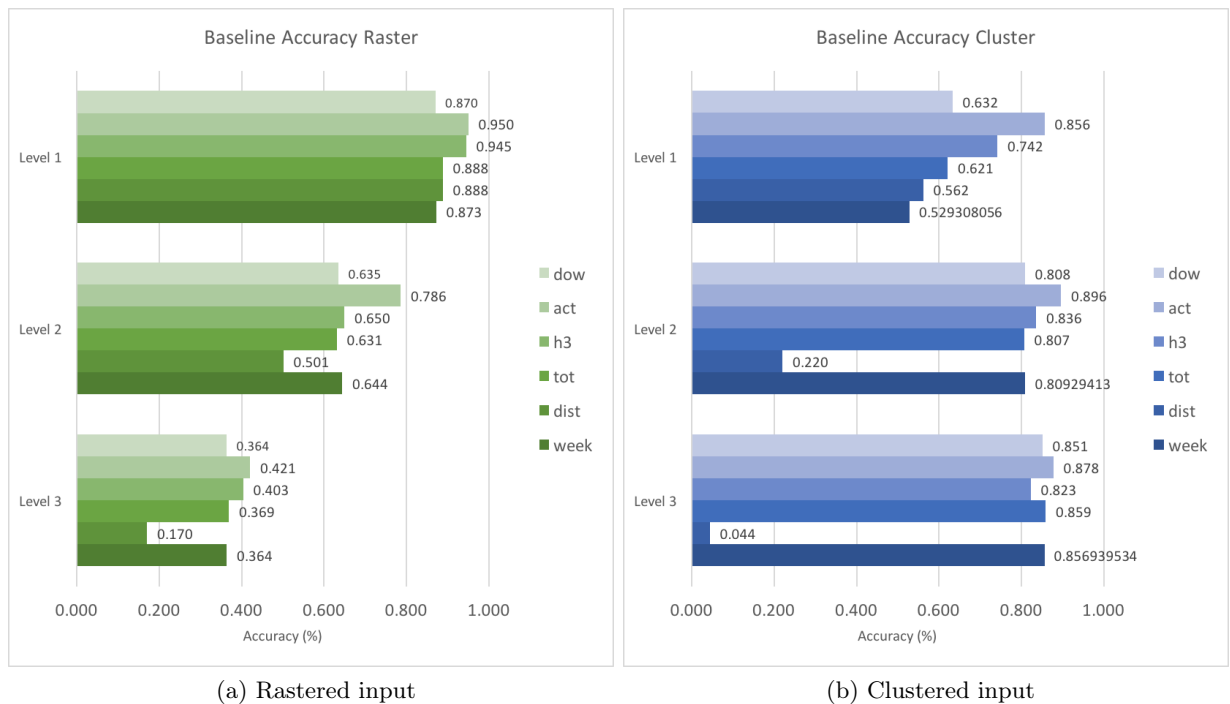 Baseline Accuracy Raster
Level 1
0.870
0.950
0.945
0.888
0.888
0.873
Level 2
0.635
0.786
0.650
0.631
0.501
0.644
Level 3
0.364
0.421
0.403
0.369
0.170
0.364
dow
act
h3
tot
dist
week
0.000 0.200 0.400 0.600 0.800 1.000
Accuracy (%)
(a) Rastered input
Baseline Accuracy Cluster
Level 1
0.632
0.856
0.742
0.621
0.562
0.529308056
Level 2
0.808
0.896
0.836
0.807
0.220
0.80929413
Level 3
0.851
0.878
0.823
0.859
0.044
0.856939534
dow
act
h3
tot
dist
week
0.000 0.200 0.400 0.600 0.800 1.000
Accuracy (%)
(b) Clustered input